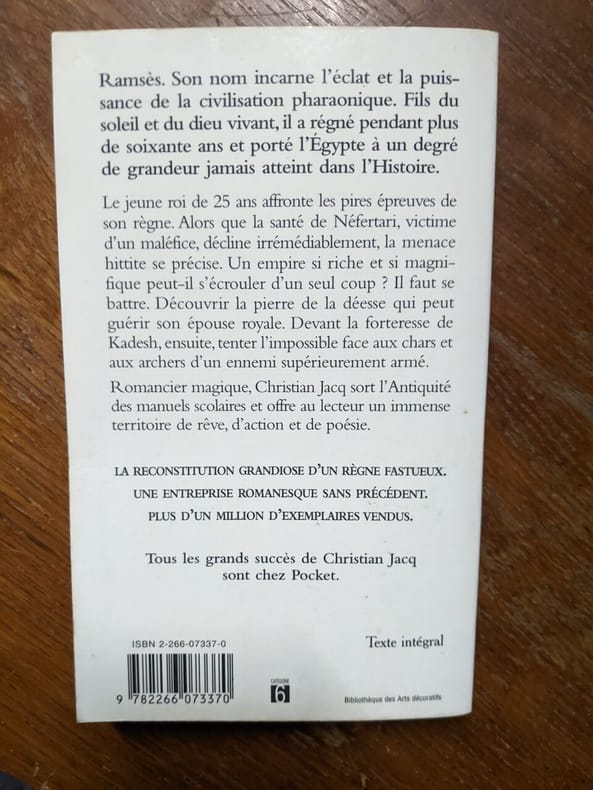 Ramsès. Son nom incarne l'éclat et la puis-
sance de la civilisation pharaonique. Fils du
soleil et du dieu vivant, il a régné pendant plus
de soixante ans et porté l'Égypte à un degré
de grandeur jamais atteint dans l'Histoire.
Le jeune roi de 25 ans affronte les pires épreuves de
son règne. Alors que la santé de Néfertari, victime
d'un maléfice, décline irrémédiablement, la menace
hittite se précise. Un empire si riche et si magni-
fique peut-il s'écrouler d'un seul coup ? Il faut se
battre. Découvrir la pierre de la déesse qui peut
guérir son épouse royale. Devant la forteresse de
Kadesh, ensuite, tenter l'impossible face aux chars et
aux archers d'un ennemi supérieurement armé.
Romancier magique, Christian Jacq sort l'Antiquité
des manuels scolaires et offre au lecteur un immense
territoire de rêve, d'action et de poésie.
LA RECONSTITUTION GRANDIOSE D'UN RÈGNE FASTUEUX.
UNE ENTREPRISE ROMANESQUE SANS PRÉCÉDENT.
PLUS D'UN MILLION D'EXEMPLAIRES VENDUS.
Tous les grands succès de Christian Jacq
sont chez Pocket.
ISBN 2-266-07337-0
Texte intégral
9 782266 073370
CATÉGORIE
6
Bibliothèque des Arts décoratifs